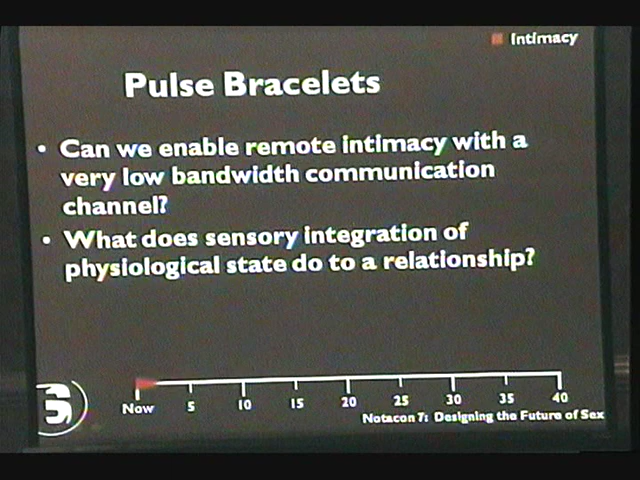 Intimacy
Pulse Bracelets
• Can we enable remote intimacy with a
very low bandwidth communication
channel?
• What does sensory integration of
physiological state do to a relationship?
Now 5 10 15 20 25 30 35 40
Notacon 7: Designing the Future of Sex